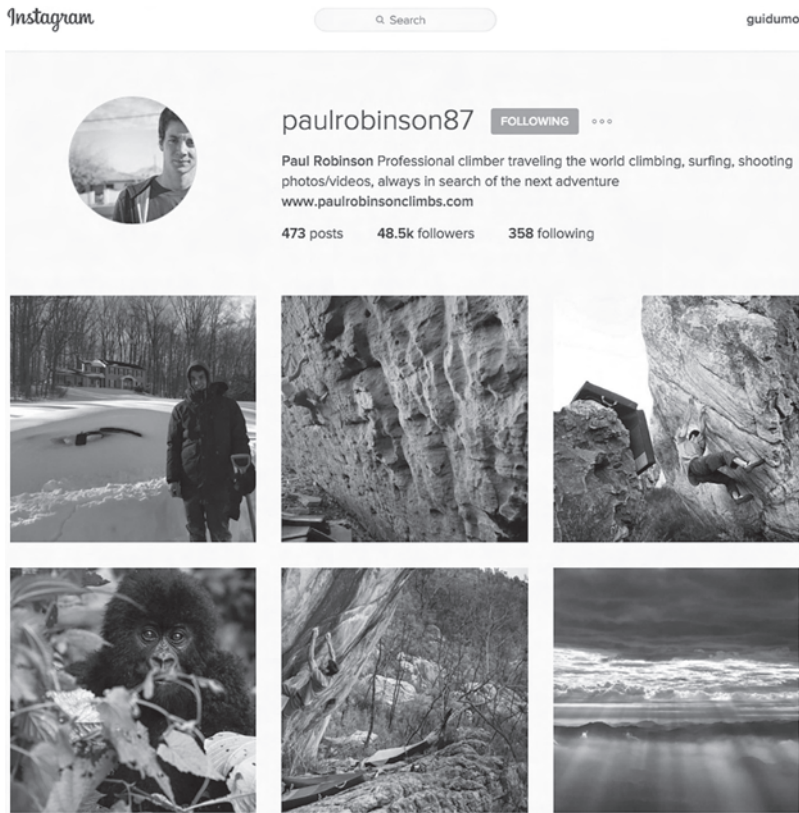 Instagram
Search
guidumo
paulrobinson87 FOLLOWING
Paul Robinson Professional climber traveling the world climbing, surfing, shooting
photos/videos, always in search of the next adventure
www.paulrobinsonclimbs.com
473 posts 48.5k followers 358 following